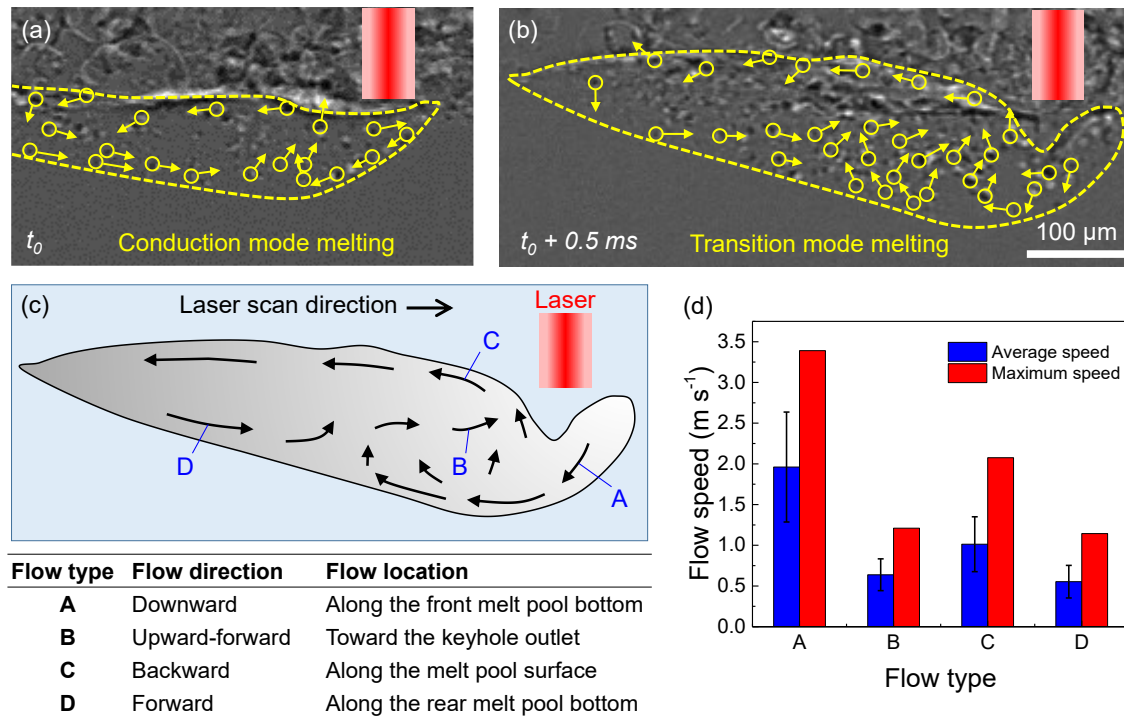 (a)
t0
Conduction mode melting
(b)
t0 + 0.5 ms
Transition mode melting
100 µm
(c)
Laser scan direction
Laser
C
D
B
A
Flow type Flow direction Flow location
A Downward Along the front melt pool bottom
B Upward-forward Toward the keyhole outlet
C Backward Along the melt pool surface
D Forward Along the rear melt pool bottom
(d)
Average speed
Maximum speed
Flow speed (m s⁻¹)
3.5
3.0
2.5
2.0
1.5
1.0
0.5
0.0
A B C D
Flow type